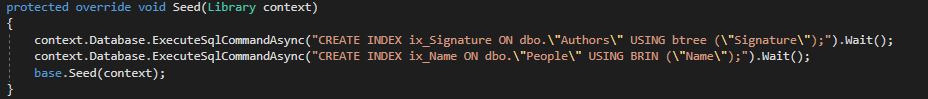 protected override void Seed(Library context)
{
context.Database.ExecuteSqlCommandAsync("CREATE INDEX ix_Signature ON dbo.\"Authors\" USING btree (\"Signature\");").Wait();
context.Database.ExecuteSqlCommandAsync("CREATE INDEX ix_Name ON dbo.\"People\" USING BRIN (\"Name\");").Wait();
base.Seed(context);
}